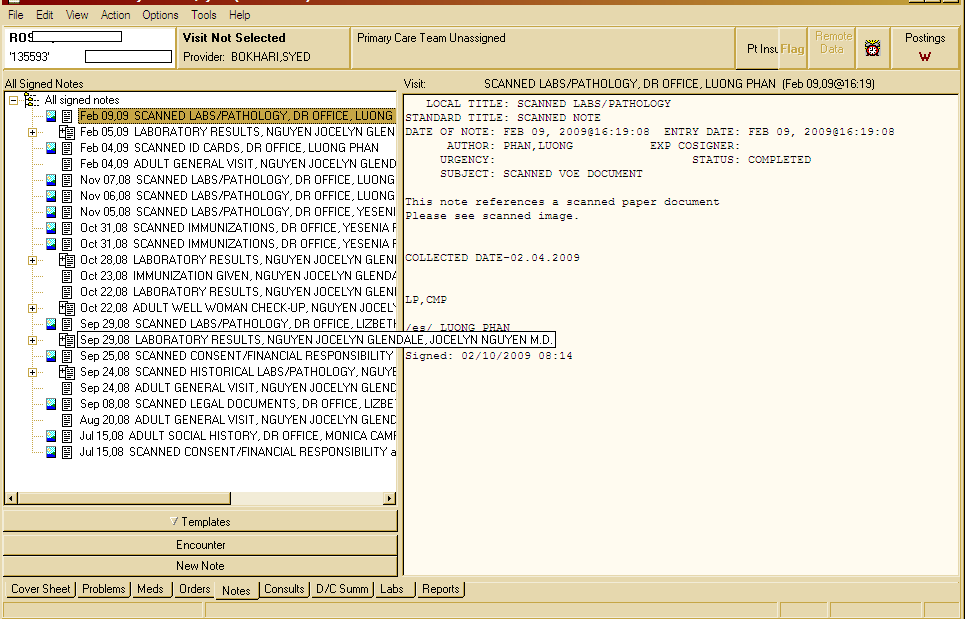 File Edit View Action Options Tools Help
ROS
'135593'
Visit Not Selected
Provider: BOKHARI,SYED
Primary Care Team Unassigned
Pt Insu
Flag
Remote
Data
Postings
W
All Signed Notes
Visit: SCANNED LABS/PATHOLOGY, DR OFFICE, LUONG PHAN (Feb 09,09@16:19)
All signed notes
Feb 09,09 SCANNED LABS/PATHOLOGY, DR OFFICE, LUONG
Feb 05,09 LABORATORY RESULTS, NGUYEN JOCELYN GLEN
Feb 04,09 SCANNED ID CARDS, DR OFFICE, LUONG PHAN
Feb 04,09 ADULT GENERAL VISIT, NGUYEN JOCELYN GLEND
Nov 07,08 SCANNED LABS/PATHOLOGY, DR OFFICE, LUONG
Nov 06,08 SCANNED LABS/PATHOLOGY, DR OFFICE, LUONG
Nov 05,08 SCANNED LABS/PATHOLOGY, DR OFFICE, YESENI
Oct 31,08 SCANNED IMMUNIZATIONS, DR OFFICE, YESENIA F
Oct 31,08 SCANNED IMMUNIZATIONS, DR OFFICE, YESENIA F
Oct 28,08 LABORATORY RESULTS, NGUYEN JOCELYN GLEN
Oct 23,08 IMMUNIZATION GIVEN, NGUYEN JOCELYN GLENDA
Oct 22,08 LABORATORY RESULTS, NGUYEN JOCELYN GLEN
Oct 22,08 ADULT WELL WOMAN CHECK-UP, NGUYEN JOCELY
Sep 29,08 SCANNED LABS/PATHOLOGY, DR OFFICE, LIZBETH
Sep 29,08 LABORATORY RESULTS, NGUYEN JOCELYN GLENDALE, JOCELYN NGUYEN M.D.
Sep 25,08 SCANNED CONSENT/FINANCIAL RESPONSIBILITY
Sep 24,08 SCANNED HISTORICAL LABS/PATHOLOGY, NGUYE
Sep 24,08 ADULT GENERAL VISIT, NGUYEN JOCELYN GLEND
Sep 08,08 SCANNED LEGAL DOCUMENTS, DR OFFICE, LIZBE
Aug 20,08 ADULT GENERAL VISIT, NGUYEN JOCELYN GLEND
Jul 15,08 ADULT SOCIAL HISTORY, DR OFFICE, MONICA CAMF
Jul 15,08 SCANNED CONSENT/FINANCIAL RESPONSIBILITY a
LOCAL TITLE: SCANNED LABS/PATHOLOGY
STANDARD TITLE: SCANNED NOTE
DATE OF NOTE: FEB 09, 2009@16:19:08 ENTRY DATE: FEB 09, 2009@16:19:08
AUTHOR: PHAN,LUONG EXP COSIGNER:
URGENCY: STATUS: COMPLETED
SUBJECT: SCANNED VOE DOCUMENT
This note references a scanned paper document
Please see scanned image.
COLLECTED DATE-02.04.2009
LP,CMP
/es/ LUONG PHAN
Signed: 02/10/2009 08:14
Templates
Encounter
New Note
Cover Sheet Problems Meds Orders Notes Consults D/C Summ Labs Reports